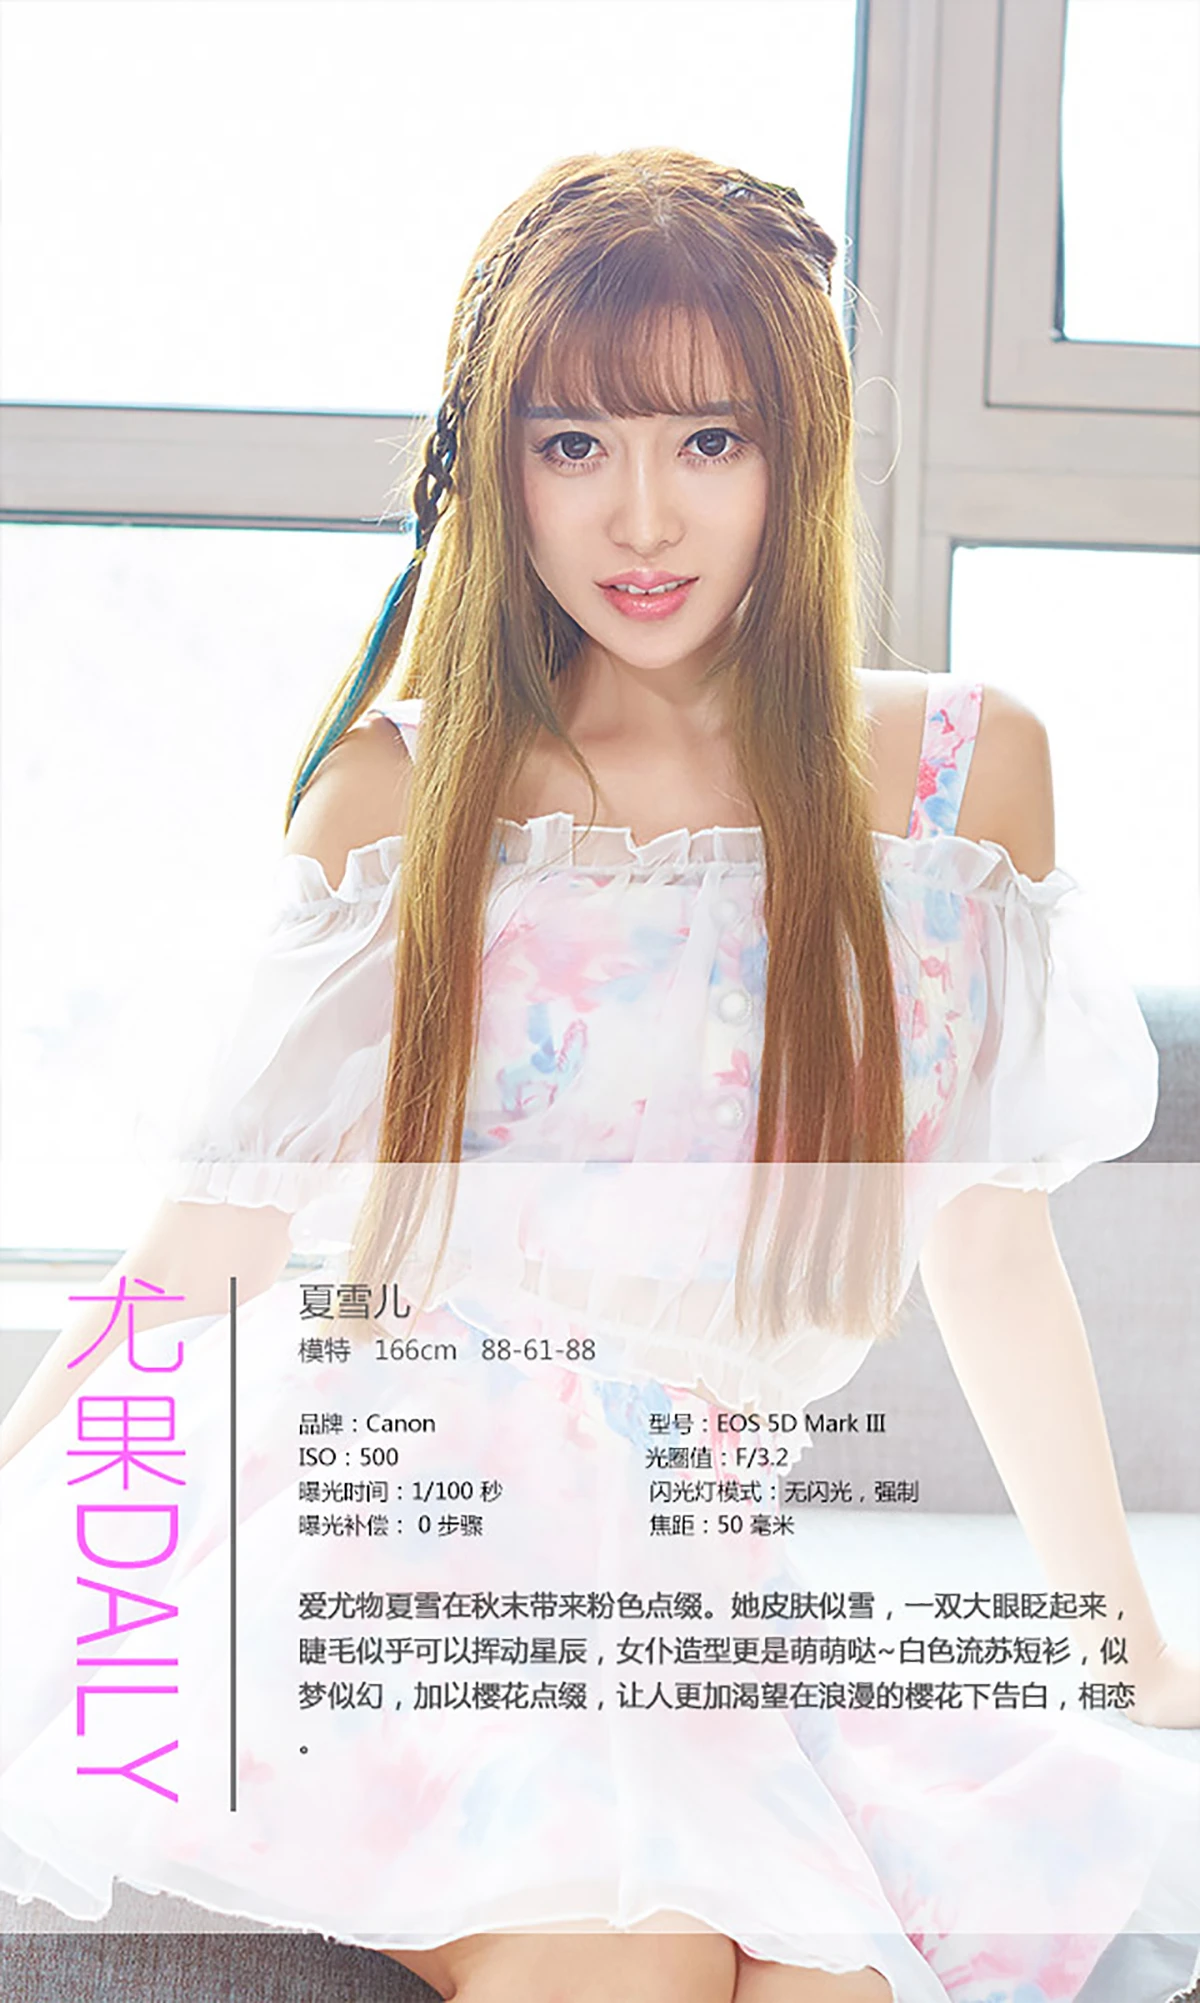 尤果DAILY
夏雪儿
模特 166cm 88-61-88
品牌：Canon 型号：EOS 5D Mark III
ISO：500 光圈值：F/3.2
曝光时间：1/100 秒 闪光灯模式：无闪光，强制
曝光补偿： 0 步骤 焦距：50 毫米
爱尤物夏雪在秋末带来粉色点缀。她皮肤似雪，一双大眼眨起来，
睫毛似乎可以挥动星辰，女仆造型更是萌萌哒~白色流苏短衫，似
梦似幻，加以樱花点缀，让人更加渴望在浪漫的樱花下告白，相恋
。